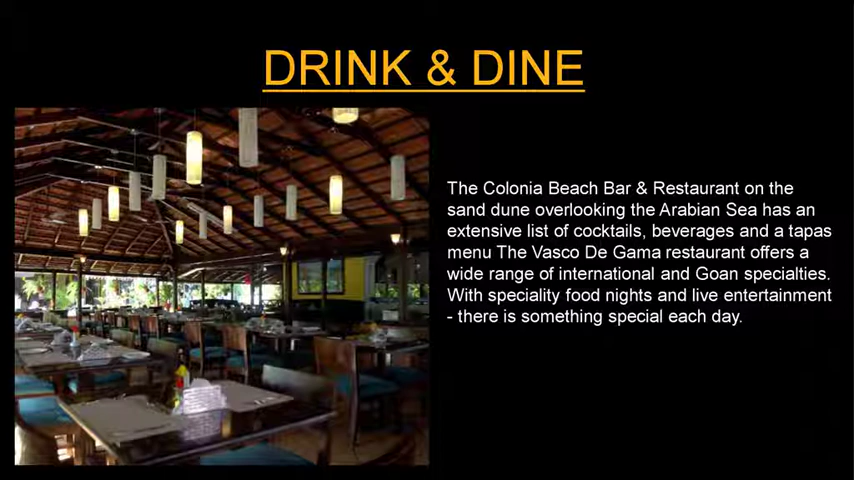 DRINK & DINE
The Colonia Beach Bar & Restaurant on the
sand dune overlooking the Arabian Sea has an
extensive list of cocktails, beverages and a tapas
menu The Vasco De Gama restaurant offers a
wide range of international and Goan specialties.
With speciality food nights and live entertainment
- there is something special each day.